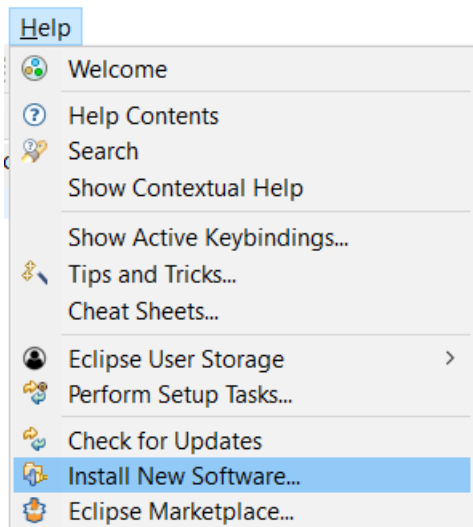 Help
Welcome
Help Contents
Search
Show Contextual Help
Show Active Keybindings...
Tips and Tricks...
Cheat Sheets...
Eclipse User Storage
Perform Setup Tasks...
Check for Updates
Install New Software...
Eclipse Marketplace...